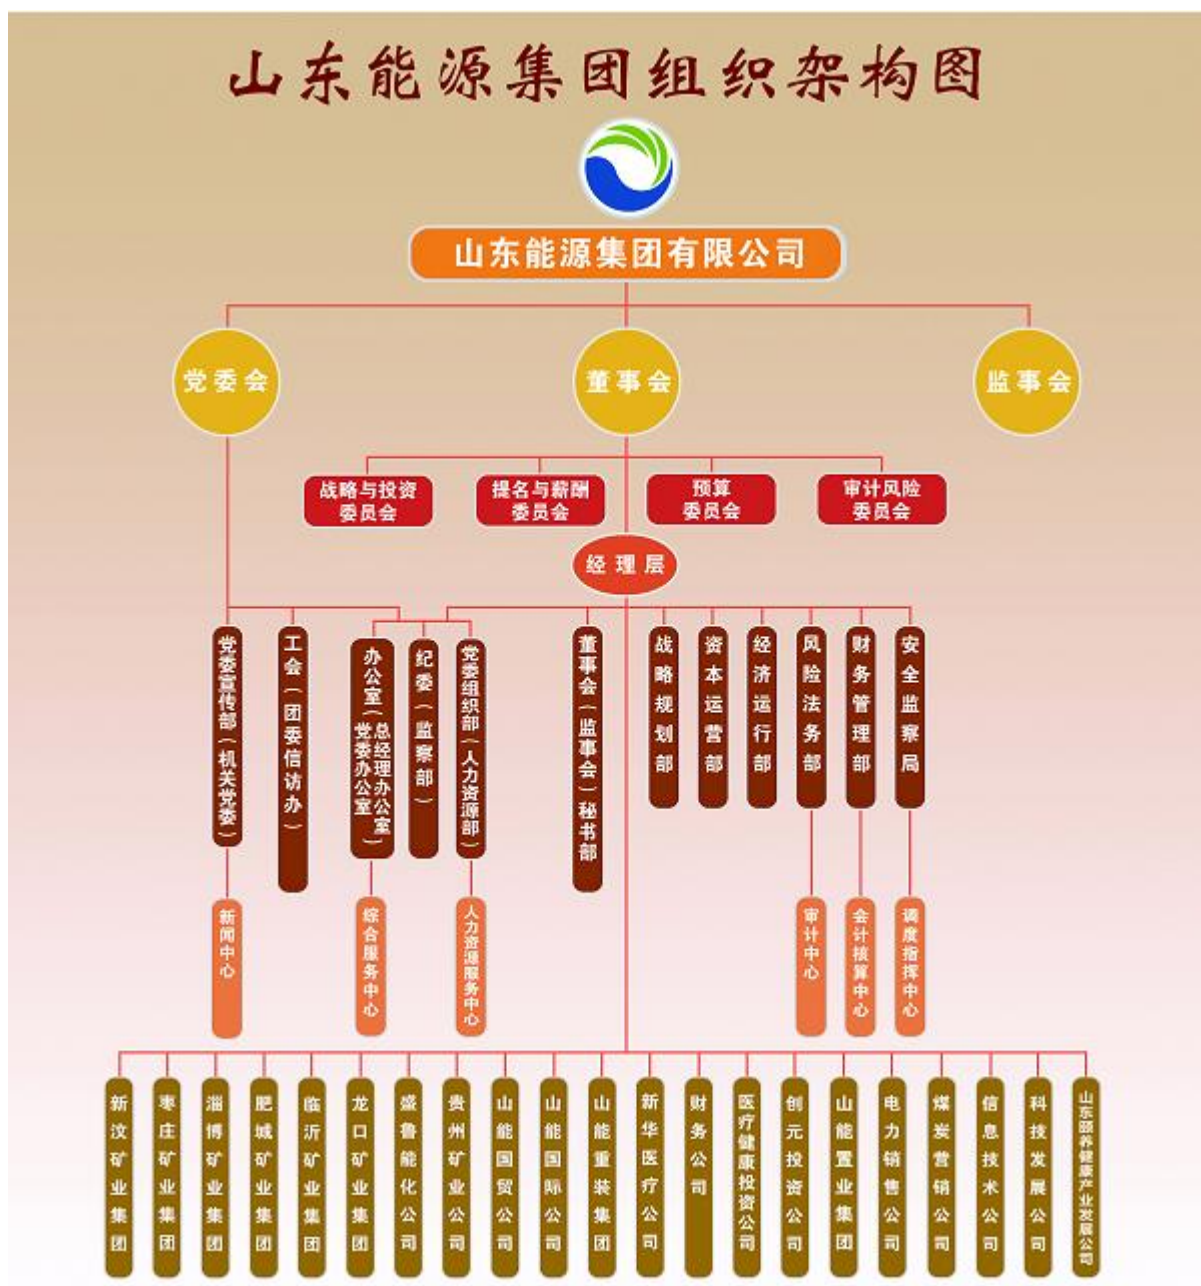 山东能源集团组织架构图
山东能源集团有限公司
党委会
董事会
监事会
战略与投资
委员会
提名与薪酬
委员会
预算
委员会
审计风险
委员会
经理层
党委宣传部（机关党委）
工会（团委信访办）
办公室（党委办公室
总经理办公室）
纪委（监察部）
党委组织部（人力资源部）
董事会（监事会）秘书部
战略规划部
资本运营部
经济运行部
风险法务部
财务管理部
安全监察局
新闻中心
综合服务中心
人力资源服务中心
审计中心
会计核算中心
调度指挥中心
新汶矿业集团
枣庄矿业集团
淄博矿业集团
肥城矿业集团
临沂矿业集团
龙口矿业集团
盛鲁能化公司
贵州矿业公司
山能国贸公司
山能国际公司
山能重装集团
新华医疗公司
财务公司
医疗健康投资公司
创元投资公司
山能置业集团
电力销售公司
煤炭营销公司
信息技术公司
科技发展公司
山东颐养健康产业发展公司